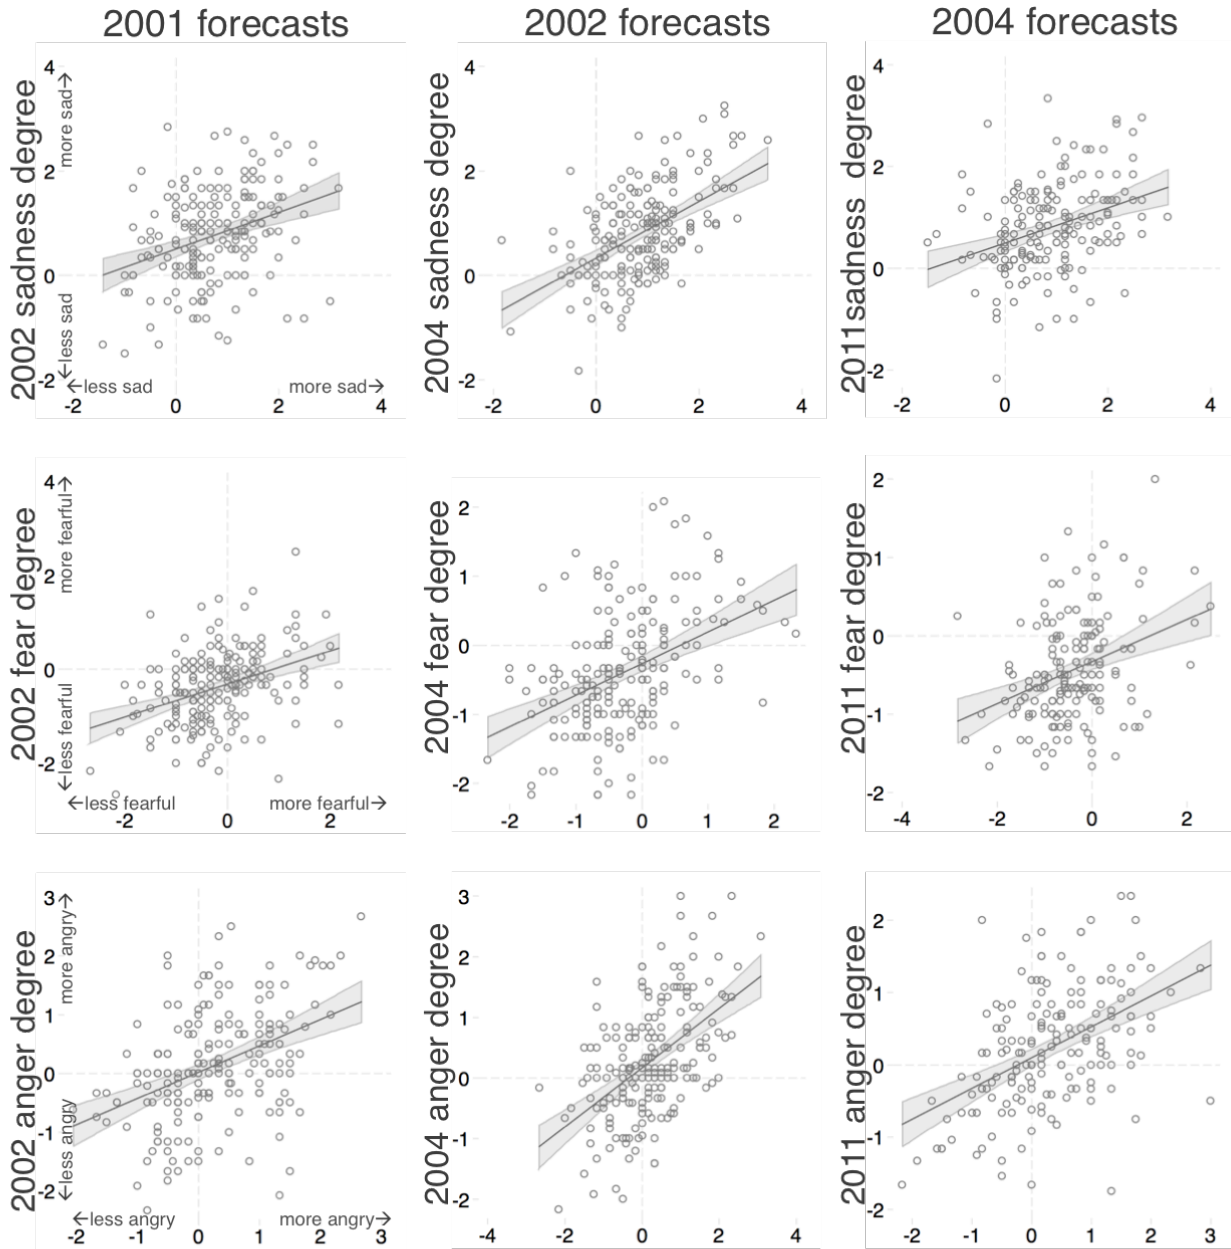 2001 forecasts
2002 forecasts
2004 forecasts
2002 sadness degree
←less sad
more sad→
4
2
0
-2
←less sad
more sad→
-2 0 2 4
2004 sadness degree
4
2
0
-2
-2 0 2 4
2011sadness degree
4
2
0
-2
-2 0 2 4
2002 fear degree
←less fearful
more fearful→
4
2
0
-2
←less fearful
more fearful→
-2 0 2
2004 fear degree
2
1
0
-1
-2
-2 -1 0 1 2
2011 fear degree
2
1
0
-1
-2
-4 -2 0 2
2002 anger degree
←less angry
more angry→
3
2
1
0
-1
-2
←less angry
more angry→
-2 -1 0 1 2 3
2004 anger degree
3
2
1
0
-1
-2
-4 -2 0 2 4
2011 anger degree
2
1
0
-1
-2
-2 -1 0 1 2 3